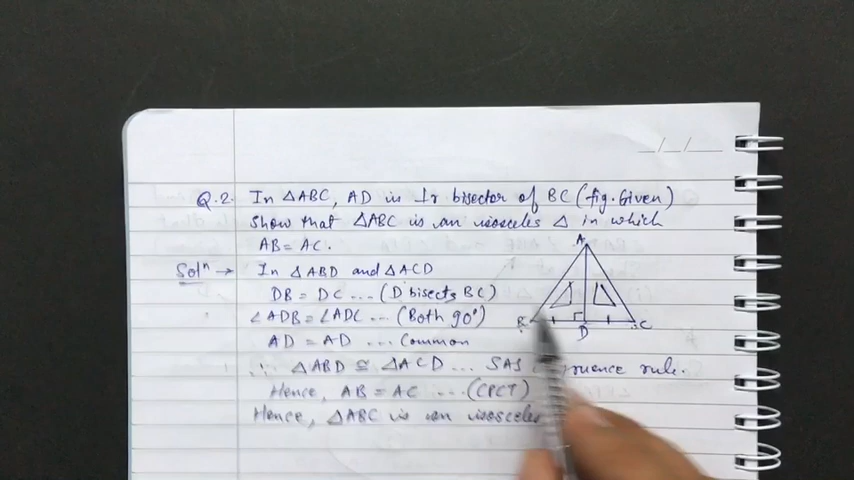 _/_/_
Q.2. In △ABC, AD is ⊥r bisector of BC (fig. Given)
Show that △ABC is an isosceles △ in which
AB = AC.
Solⁿ → In △ABD and △ACD
DB = DC ... (D bisects BC)
∠ADB = ∠ADC ... (Both 90°)
AD = AD ... Common
∴ △ABD ≅ △ACD ... SAS rule.
Hence, AB = AC ... (CPCT)
Hence, △ABC is an isosceles
A
B
D
C